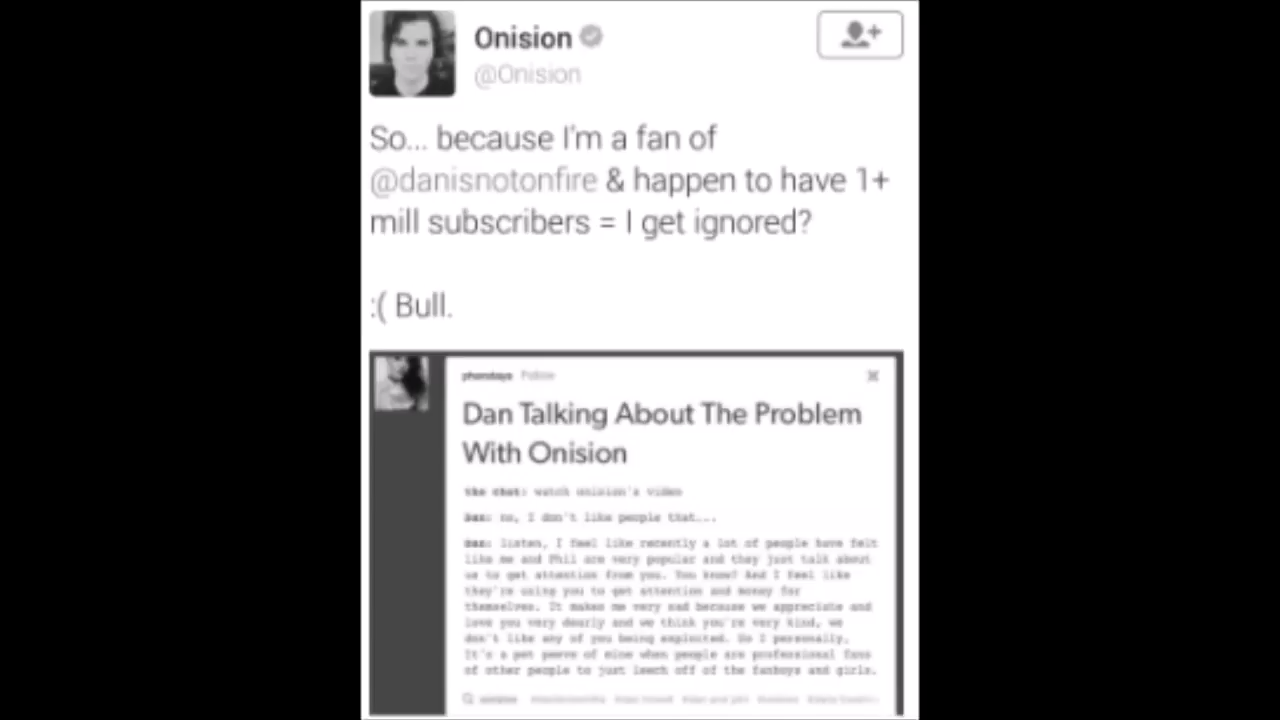 Onision
@Onision
So... because I'm a fan of
@danisnotonfire & happen to have 1+
mill subscribers = I get ignored?
:( Bull.
Follow
Dan Talking About The Problem
With Onision
the chat: watch onision's video
Dan: no, I don't like people that...
Dan: listen, I feel like recently a lot of people have felt
like me and Phil are very popular and they just talk about
us to get attention from you. You know? And I feel like
they're using you to get attention and money for
themselves. It makes me very sad because we appreciate and
love you very dearly and we think you're very kind, we
don't like any of you being exploited. So I personally,
It's a pet peeve of mine when people are professional fans
of other people to just leech off of the fanboys and girls.